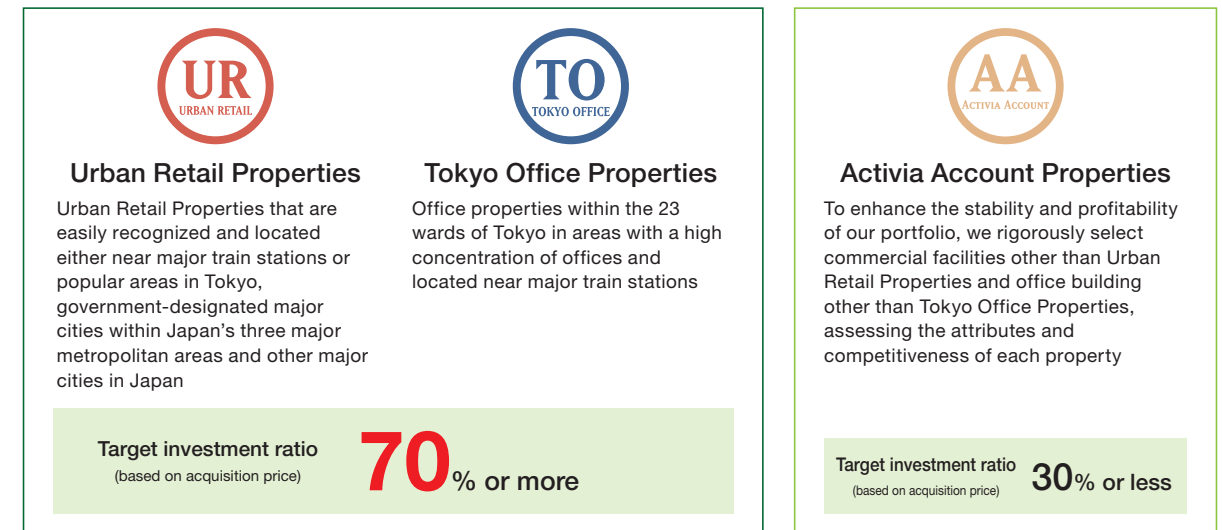 UR
URBAN RETAIL
Urban Retail Properties
Urban Retail Properties that are
easily recognized and located
either near major train stations or
popular areas in Tokyo,
government-designated major
cities within Japan’s three major
metropolitan areas and other major
cities in Japan
TO
TOKYO OFFICE
Tokyo Office Properties
Office properties within the 23
wards of Tokyo in areas with a high
concentration of offices and
located near major train stations
Target investment ratio
(based on acquisition price)
70% or more
AA
ACTIVIA ACCOUNT
Activia Account Properties
To enhance the stability and profitability
of our portfolio, we rigorously select
commercial facilities other than Urban
Retail Properties and office building
other than Tokyo Office Properties,
assessing the attributes and
competitiveness of each property
Target investment ratio
(based on acquisition price)
30% or less